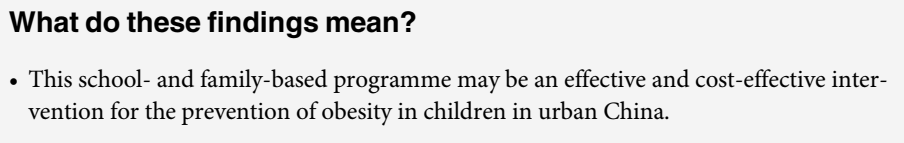 What do these findings mean?
• This school- and family-based programme may be an effective and cost-effective inter-
vention for the prevention of obesity in children in urban China.